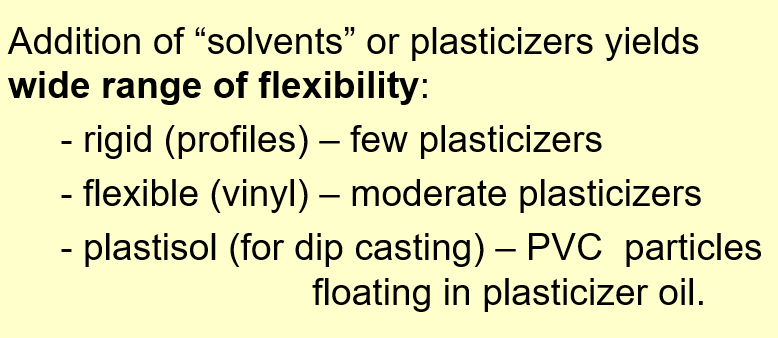 Addition of “solvents” or plasticizers yields
wide range of flexibility:
- rigid (profiles) – few plasticizers
- flexible (vinyl) – moderate plasticizers
- plastisol (for dip casting) – PVC  particles
floating in plasticizer oil.